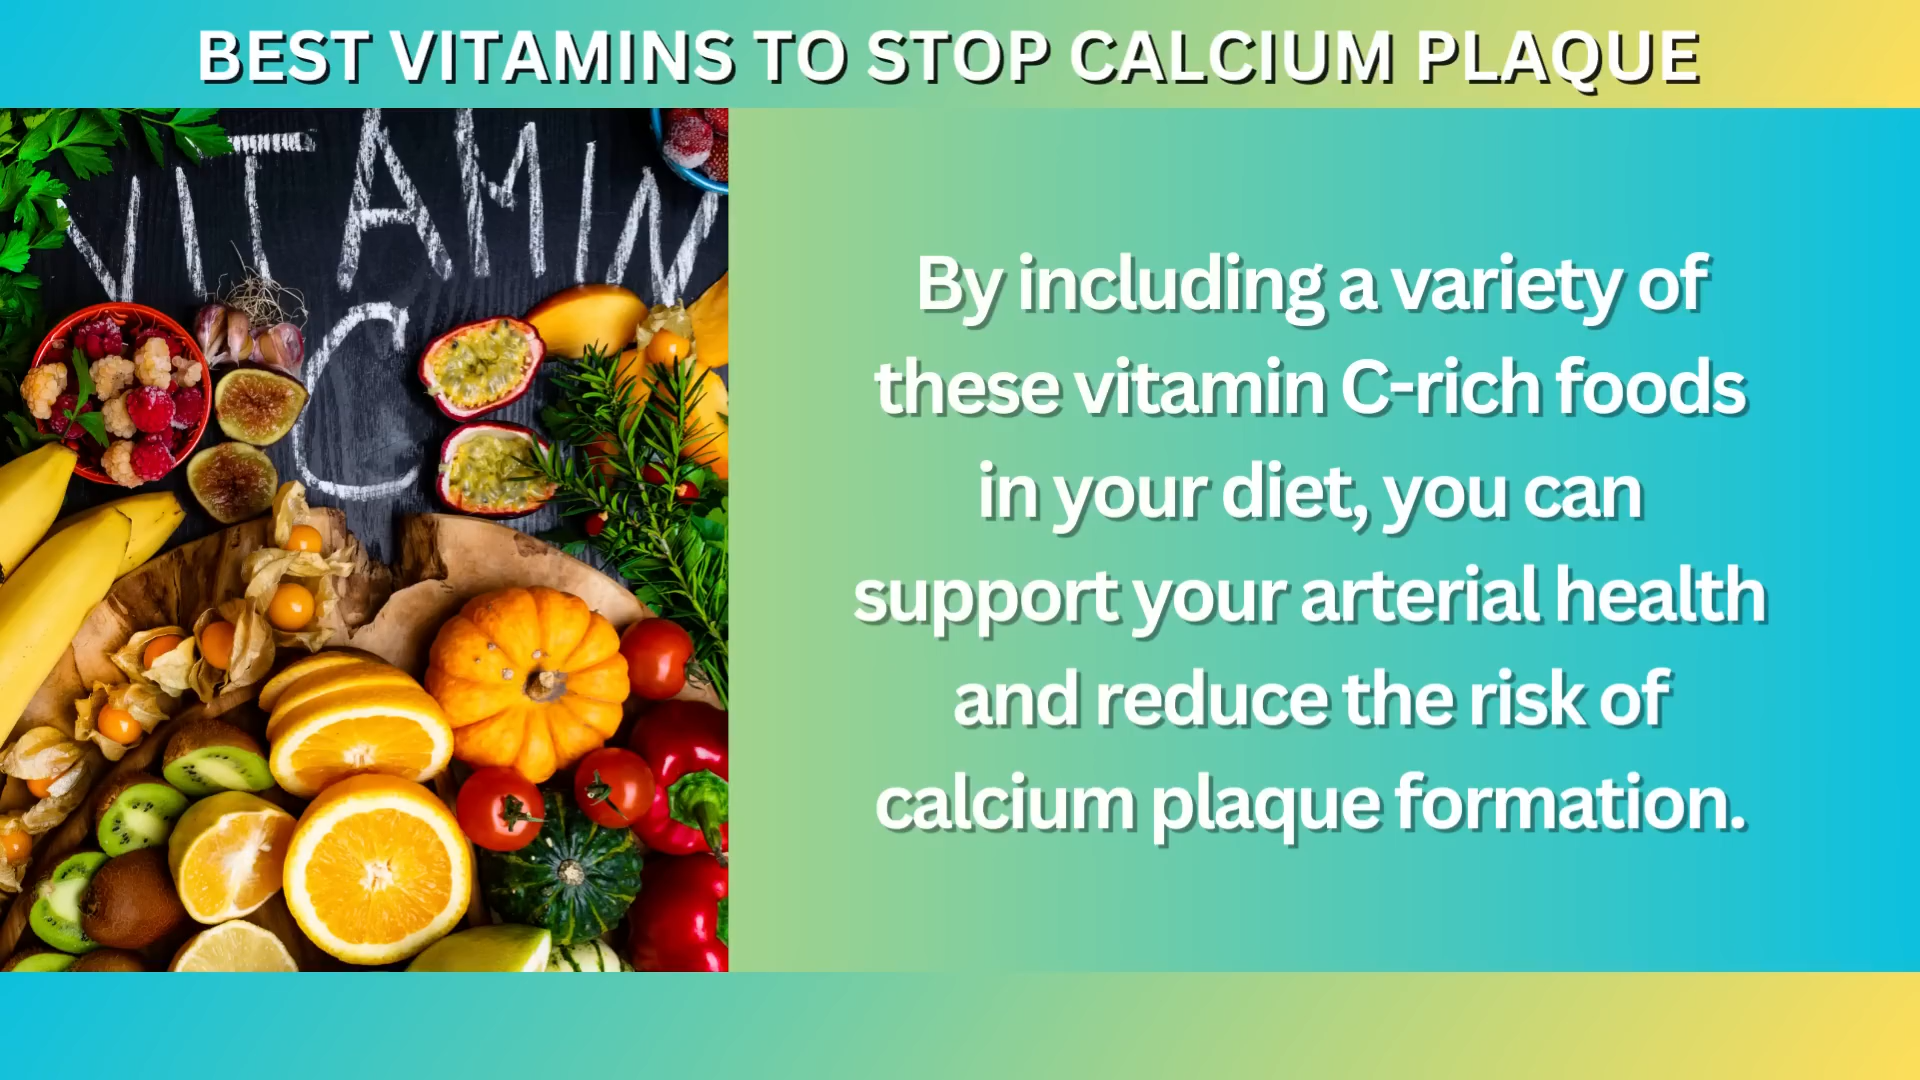 BEST VITAMINS TO STOP CALCIUM PLAQUE
VITAMIN
C
By including a variety of
these vitamin C-rich foods
in your diet, you can
support your arterial health
and reduce the risk of
calcium plaque formation.